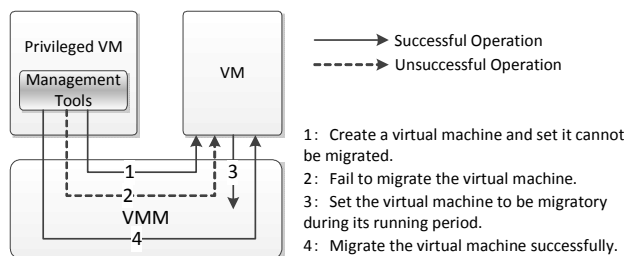 Privileged VM
Management
Tools
VM
1
2
3
VMM
4
Successful Operation
Unsuccessful Operation
1: Create a virtual machine and set it cannot
be migrated.
2: Fail to migrate the virtual machine.
3: Set the virtual machine to be migratory
during its running period.
4: Migrate the virtual machine successfully.